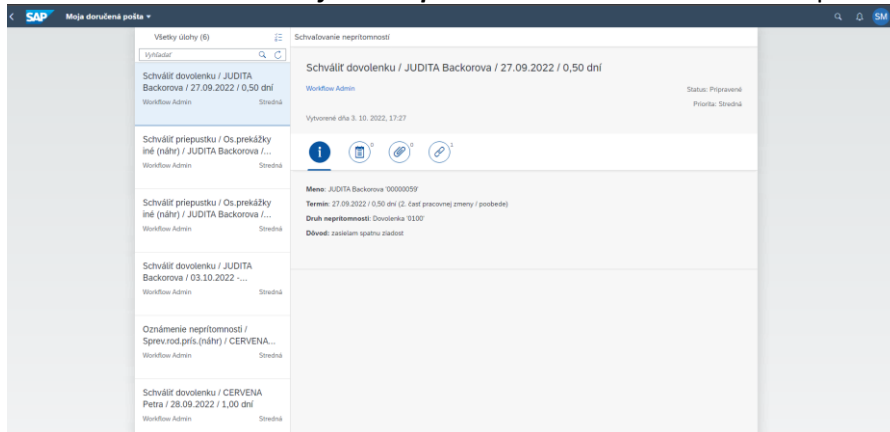 SAP Moja doručená pošta SM
Všetky úlohy (6)
Vyhľadať
Schváliť dovolenku / JUDITA
Backorova / 27.09.2022 / 0,50 dní
Workflow Admin Stredná
Schváliť priepustku / Os.prekážky
iné (náhr) / JUDITA Backorova /...
Workflow Admin Stredná
Schváliť priepustku / Os.prekážky
iné (náhr) / JUDITA Backorova /...
Workflow Admin Stredná
Schváliť dovolenku / JUDITA
Backorova / 03.10.2022 -...
Workflow Admin Stredná
Oznámenie neprítomnosti /
Sprev.rod.prís.(náhr) / CERVENA...
Workflow Admin Stredná
Schváliť dovolenku / CERVENA
Petra / 28.09.2022 / 1,00 dní
Workflow Admin Stredná
Schvaľovanie neprítomností
Schváliť dovolenku / JUDITA Backorova / 27.09.2022 / 0,50 dní
Workflow Admin Status: Pripravené
Priorita: Stredná
Vytvorené dňa 3. 10. 2022, 17:27
0 0 1
Meno: JUDITA Backorova '00000059'
Termín: 27.09.2022 / 0,50 dní (2. časť pracovnej zmeny / poobede)
Druh neprítomnosti: Dovolenka '0100'
Dôvod: zasielam spatnu ziadost